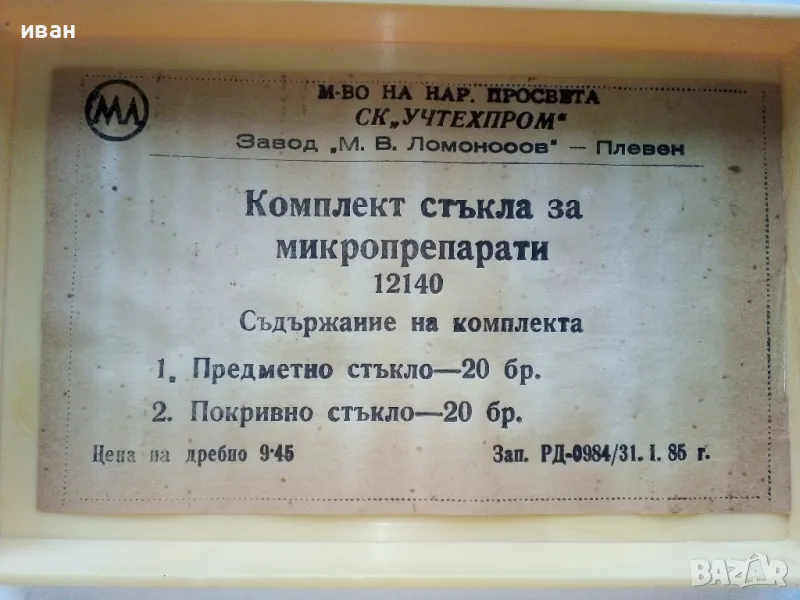 иван
МЛ
М-ВО НА НАР. ПРОСВЕТА
СК„УЧТЕХПРОМ"
Завод „М. В. Ломоносов" — Плевен
Комплект стъкла за
микропрепарати
12140
Съдържание на комплекта
1. Предметно стъкло—20 бр.
2. Покривно стъкло—20 бр.
Цена на дребно 9·45 Зап. РД-0984/31. I. 85 г.
BAZAR